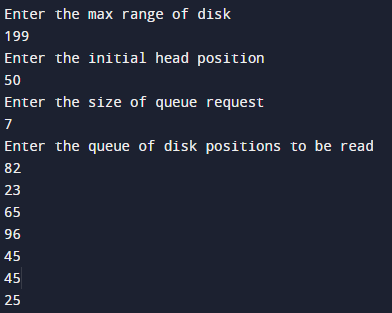 Enter the max range of disk
199
Enter the initial head position
50
Enter the size of queue request
7
Enter the queue of disk positions to be read
82
23
65
96
45
45
25